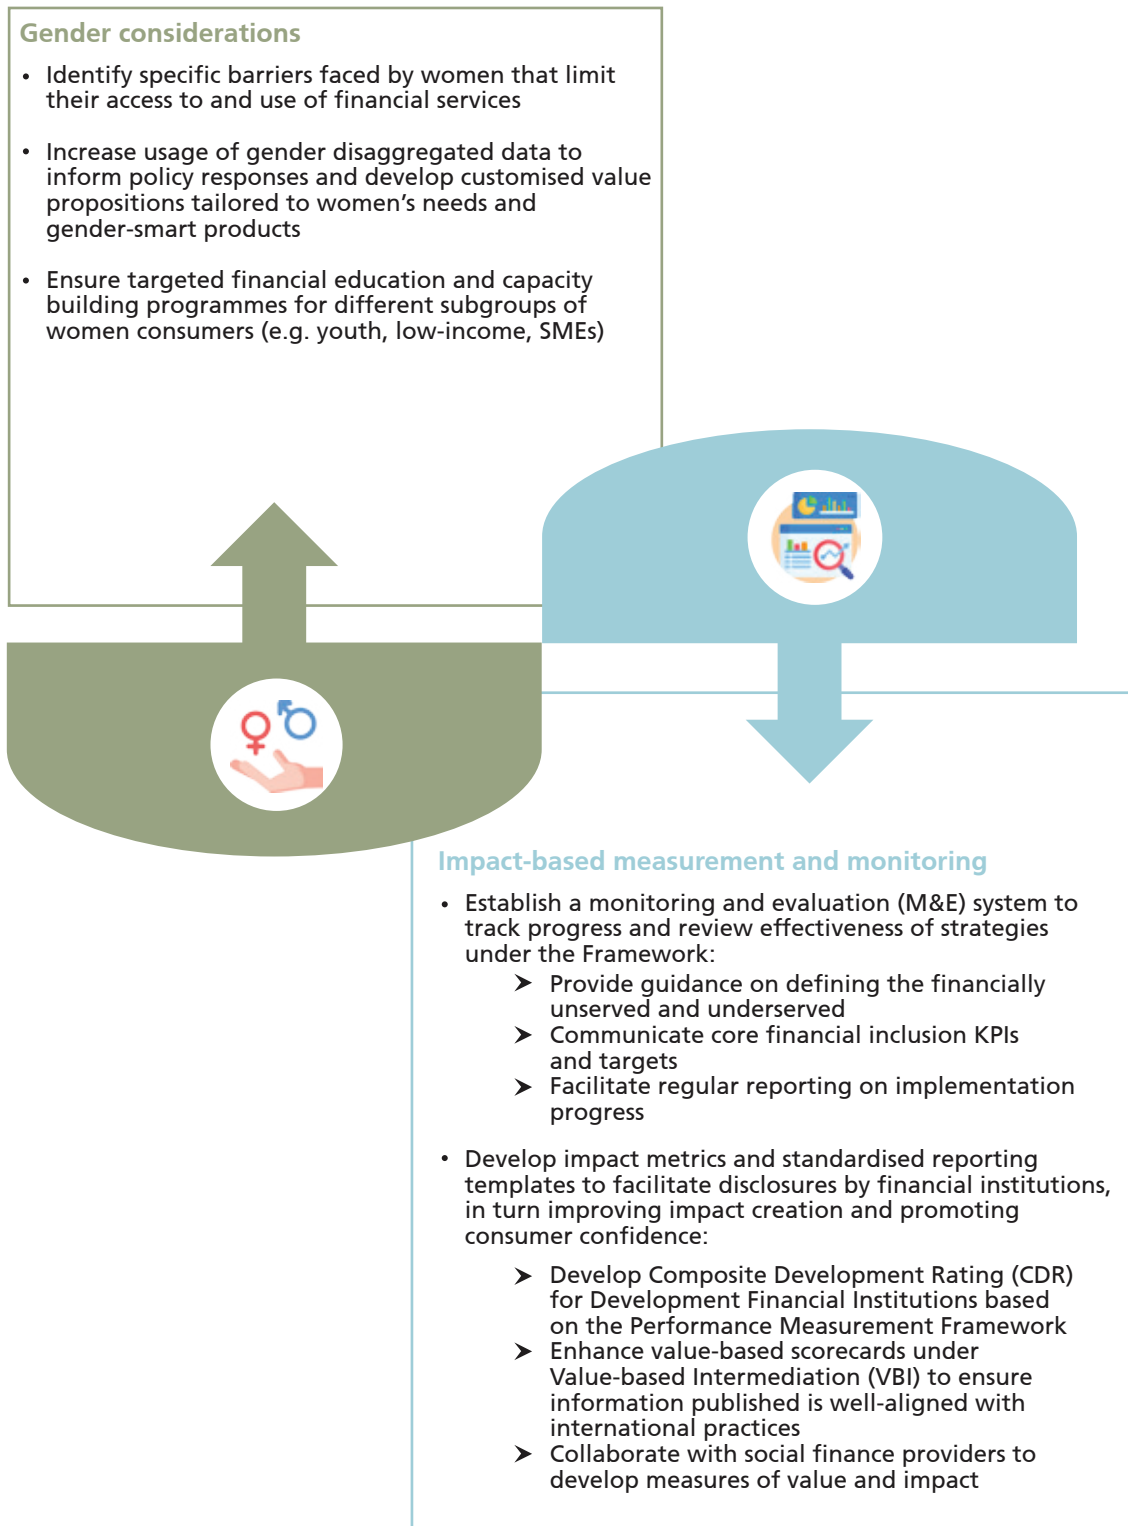 Gender considerations
• Identify specific barriers faced by women that limit
their access to and use of financial services
• Increase usage of gender disaggregated data to
inform policy responses and develop customised value
propositions tailored to women's needs and
gender-smart products
• Ensure targeted financial education and capacity
building programmes for different subgroups of
women consumers (e.g. youth, low-income, SMEs)
Impact-based measurement and monitoring
• Establish a monitoring and evaluation (M&E) system to
track progress and review effectiveness of strategies
under the Framework:
➤ Provide guidance on defining the financially
unserved and underserved
➤ Communicate core financial inclusion KPIs
and targets
➤ Facilitate regular reporting on implementation
progress
• Develop impact metrics and standardised reporting
templates to facilitate disclosures by financial institutions,
in turn improving impact creation and promoting
consumer confidence:
➤ Develop Composite Development Rating (CDR)
for Development Financial Institutions based
on the Performance Measurement Framework
➤ Enhance value-based scorecards under
Value-based Intermediation (VBI) to ensure
information published is well-aligned with
international practices
➤ Collaborate with social finance providers to
develop measures of value and impact